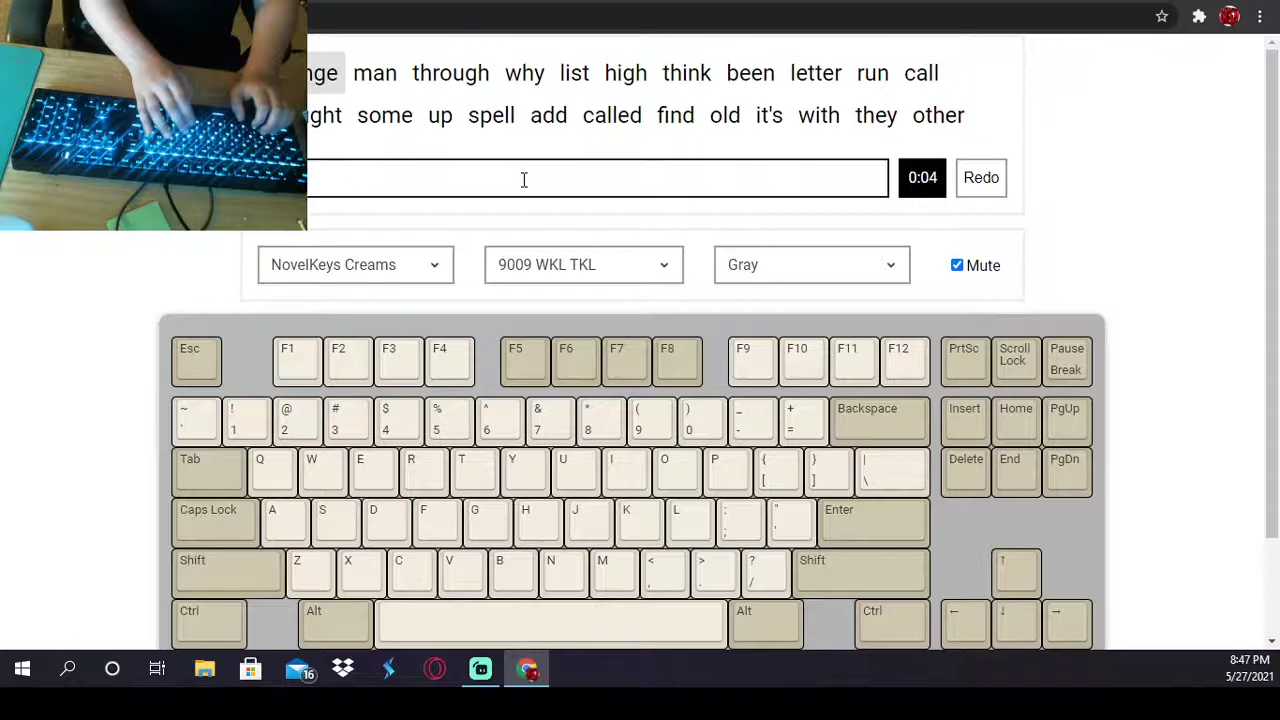 nge man through why list high think been letter run call
ght some up spell add called find old it's with they other
0:04 Redo
NovelKeys Creams 9009 WKL TKL Gray Mute
Esc F1 F2 F3 F4 F5 F6 F7 F8 F9 F10 F11 F12 PrtSc Scroll Lock Pause Break
~ ` ! 1 @ 2 # 3 $ 4 % 5 ^ 6 & 7 * 8 ( 9 ) 0 _ - + = Backspace Insert Home PgUp
Tab Q W E R T Y U I O P { [ } ] | \ Delete End PgDn
Caps Lock A S D F G H J K L : ; " ' Enter
Shift Z X C V B N M < , > . ? / Shift ↑
Ctrl Alt Alt Ctrl ← ↓ →
16
8:47 PM
5/27/2021